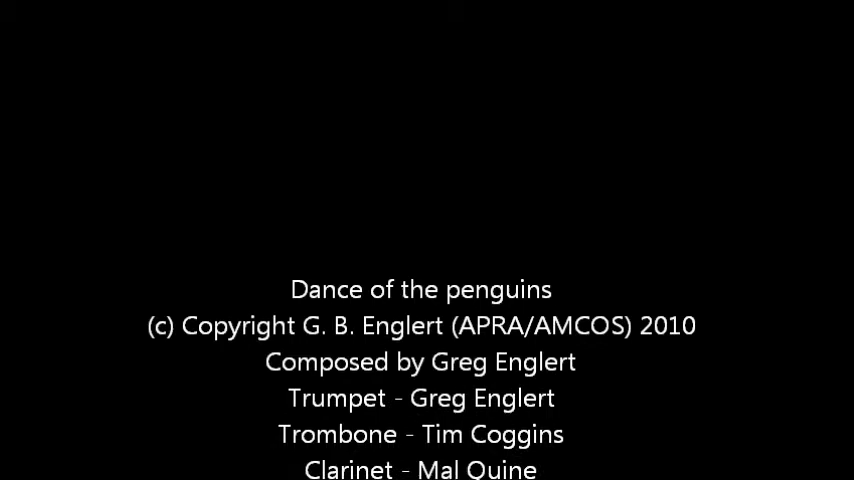 Dance of the penguins
(c) Copyright G. B. Englert (APRA/AMCOS) 2010
Composed by Greg Englert
Trumpet - Greg Englert
Trombone - Tim Coggins
Clarinet - Mal Quine